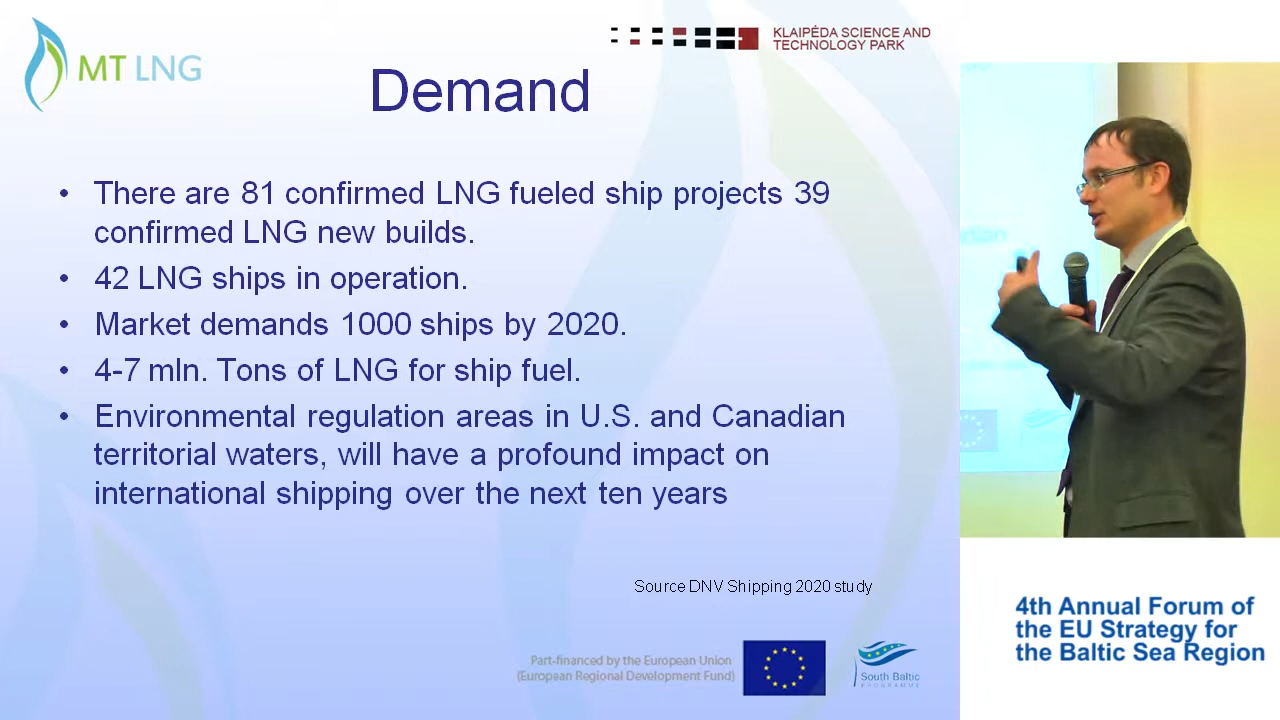 MT LNG
KLAIPĖDA SCIENCE AND
TECHNOLOGY PARK
Demand
• There are 81 confirmed LNG fueled ship projects 39
confirmed LNG new builds.
• 42 LNG ships in operation.
• Market demands 1000 ships by 2020.
• 4-7 mln. Tons of LNG for ship fuel.
• Environmental regulation areas in U.S. and Canadian
territorial waters, will have a profound impact on
international shipping over the next ten years
Source DNV Shipping 2020 study
Part-financed by the European Union
(European Regional Development Fund)
South Baltic
PROGRAMME
4th Annual Forum of
the EU Strategy for
the Baltic Sea Region